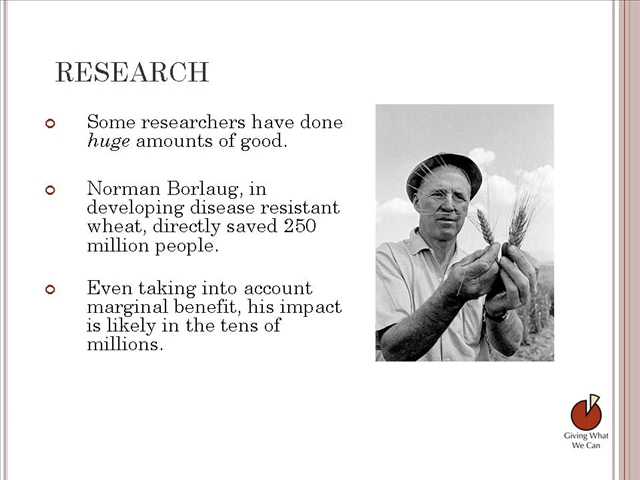 RESEARCH
Some researchers have done
huge amounts of good.
Norman Borlaug, in
developing disease resistant
wheat, directly saved 250
million people.
Even taking into account
marginal benefit, his impact
is likely in the tens of
millions.
Giving What
We Can